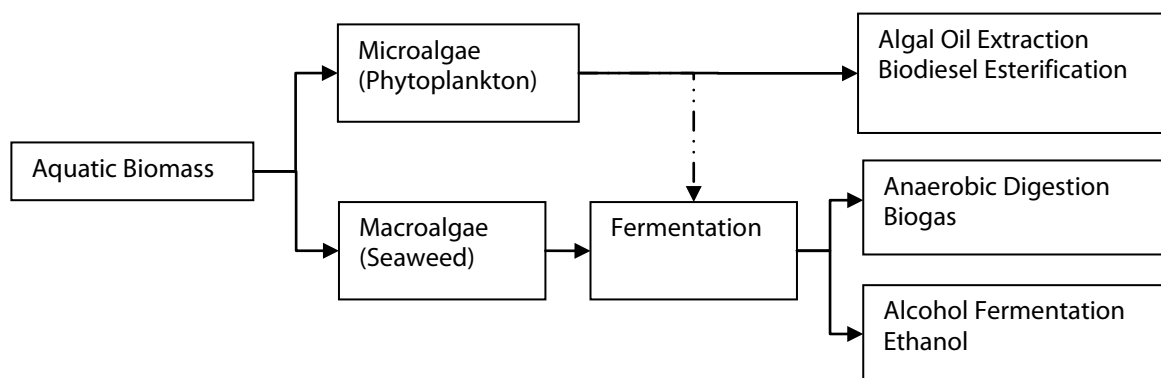 Aquatic Biomass
Microalgae
(Phytoplankton)
Algal Oil Extraction
Biodiesel Esterification
Macroalgae
(Seaweed)
Fermentation
Anaerobic Digestion
Biogas
Alcohol Fermentation
Ethanol